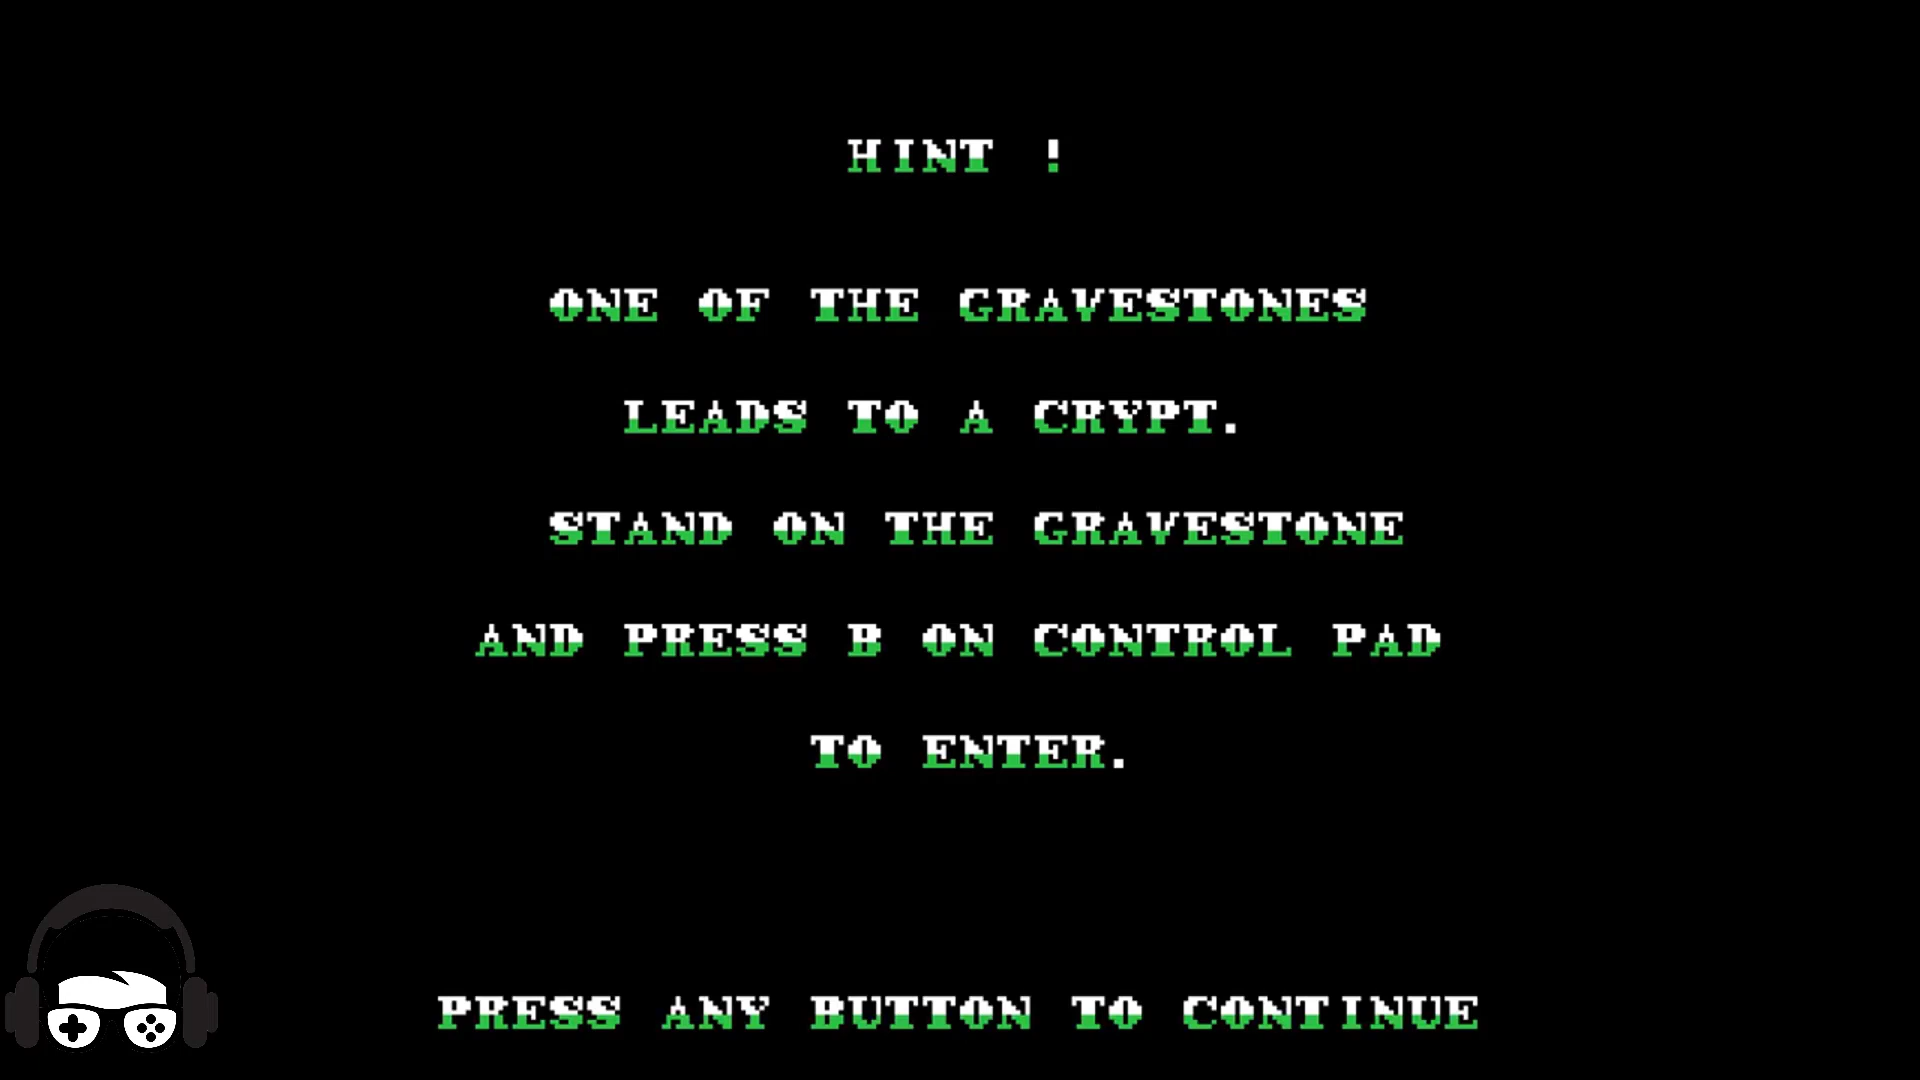 HINT !
ONE OF THE GRAVESTONES
LEADS TO A CRYPT.
STAND ON THE GRAVESTONE
AND PRESS B ON CONTROL PAD
TO ENTER.
PRESS ANY BUTTON TO CONTINUE